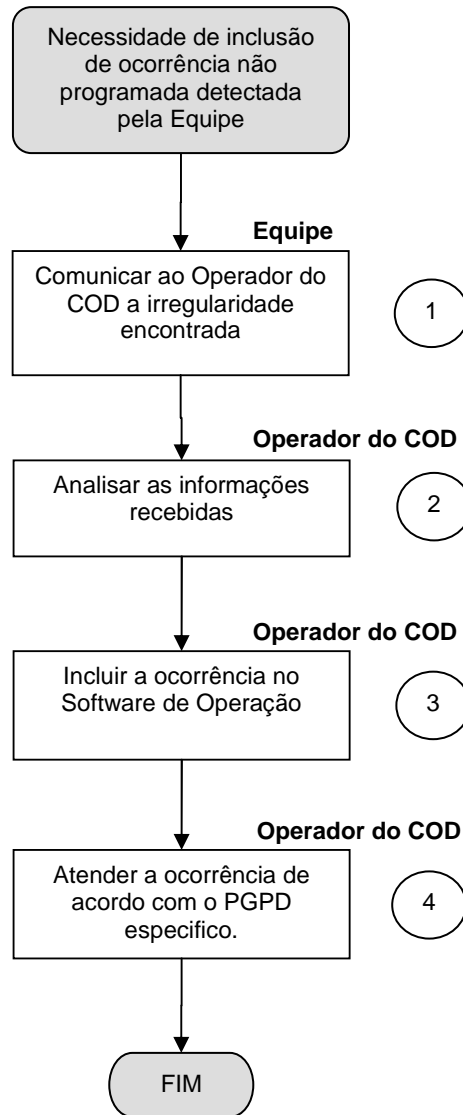 Necessidade de inclusão
de ocorrência não
programada detectada
pela Equipe
Equipe
Comunicar ao Operador do
COD a irregularidade
encontrada
1
Operador do COD
Analisar as informações
recebidas
2
Operador do COD
Incluir a ocorrência no
Software de Operação
3
Operador do COD
Atender a ocorrência de
acordo com o PGPD
especifico.
4
FIM